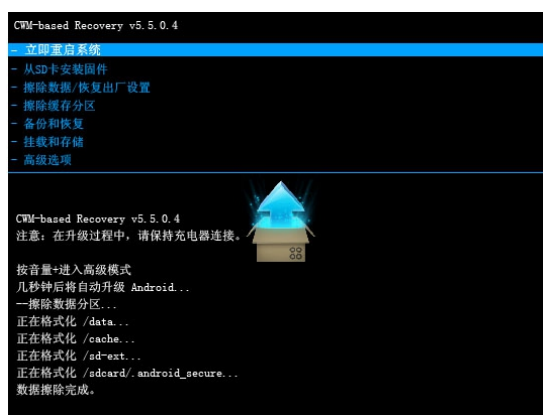 CWM-based Recovery v5.5.0.4
- 立即重启系统
- 从SD卡安装固件
- 擦除数据/恢复出厂设置
- 擦除缓存分区
- 备份和恢复
- 挂载和存储
- 高级选项
CWM-based Recovery v5.5.0.4
注意: 在升级过程中, 请保持充电器连接。
按音量+进入高级模式
几秒钟后将自动升级 Android...
--擦除数据分区...
正在格式化 /data...
正在格式化 /cache...
正在格式化 /sd-ext...
正在格式化 /sdcard/.android_secure...
数据擦除完成。